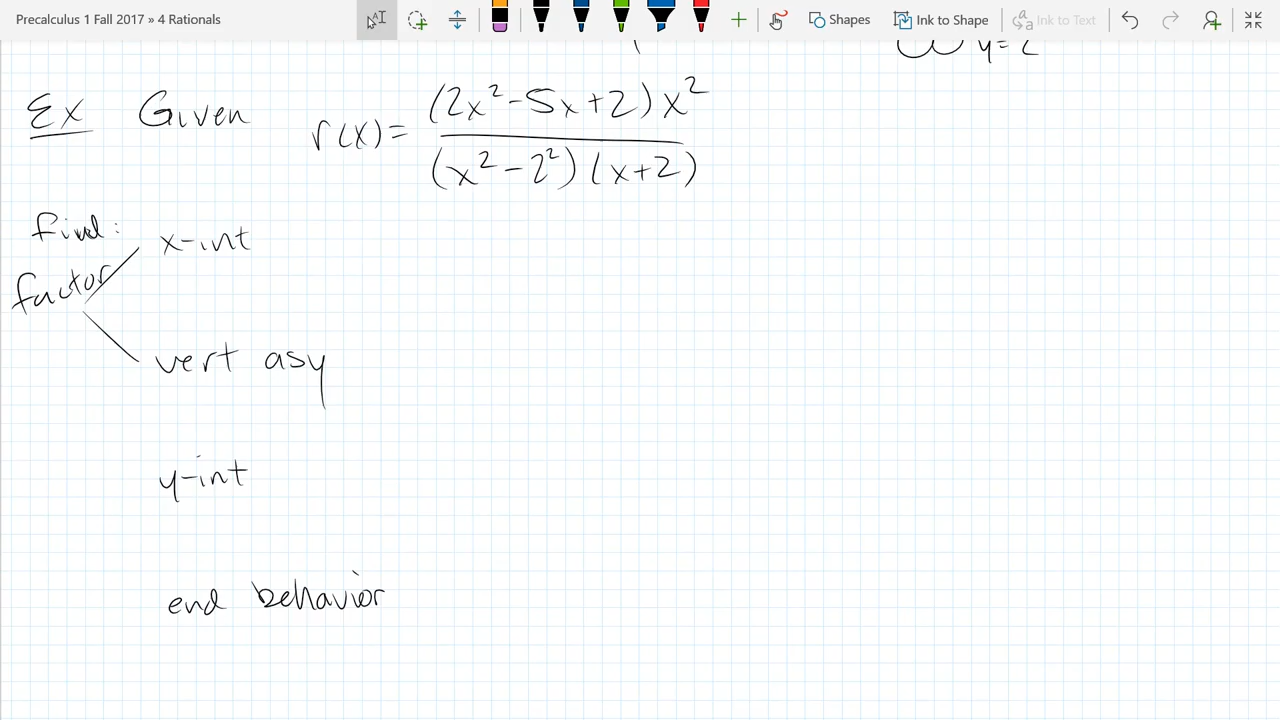 Precalculus 1 Fall 2017 » 4 Rationals
Shapes
Ink to Shape
Ink to Text
y=2
Ex Given r(x)= (2x²-5x+2)x² / (x²-2²)(x+2)
find:
x-int
factor
vert asy
y-int
end behavior